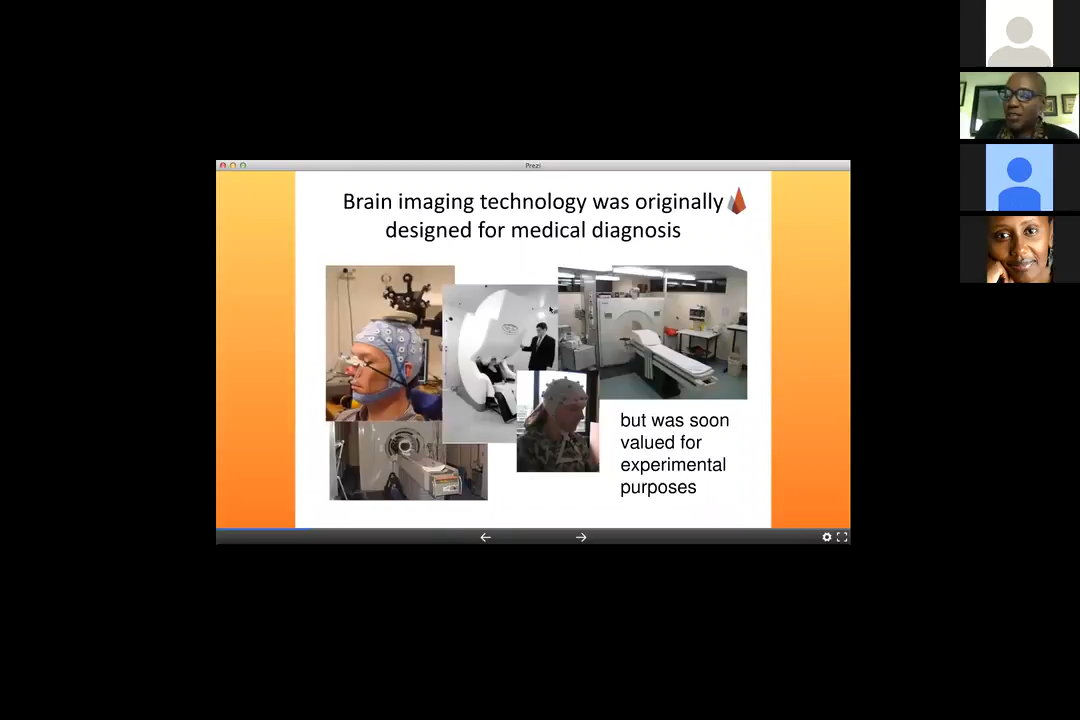 Prezi
Brain imaging technology was originally
designed for medical diagnosis
but was soon
valued for
experimental
purposes